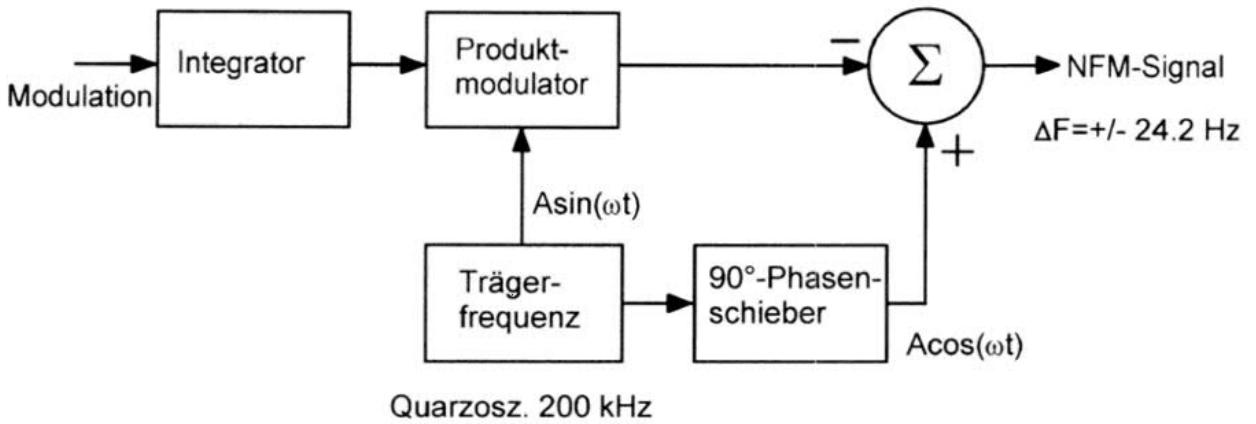 Modulation
Integrator
Produkt-
modulator
−
Σ
+
NFM-Signal
ΔF=+/- 24.2 Hz
Asin(ωt)
Träger-
frequenz
90°-Phasen-
schieber
Acos(ωt)
Quarzosz. 200 kHz